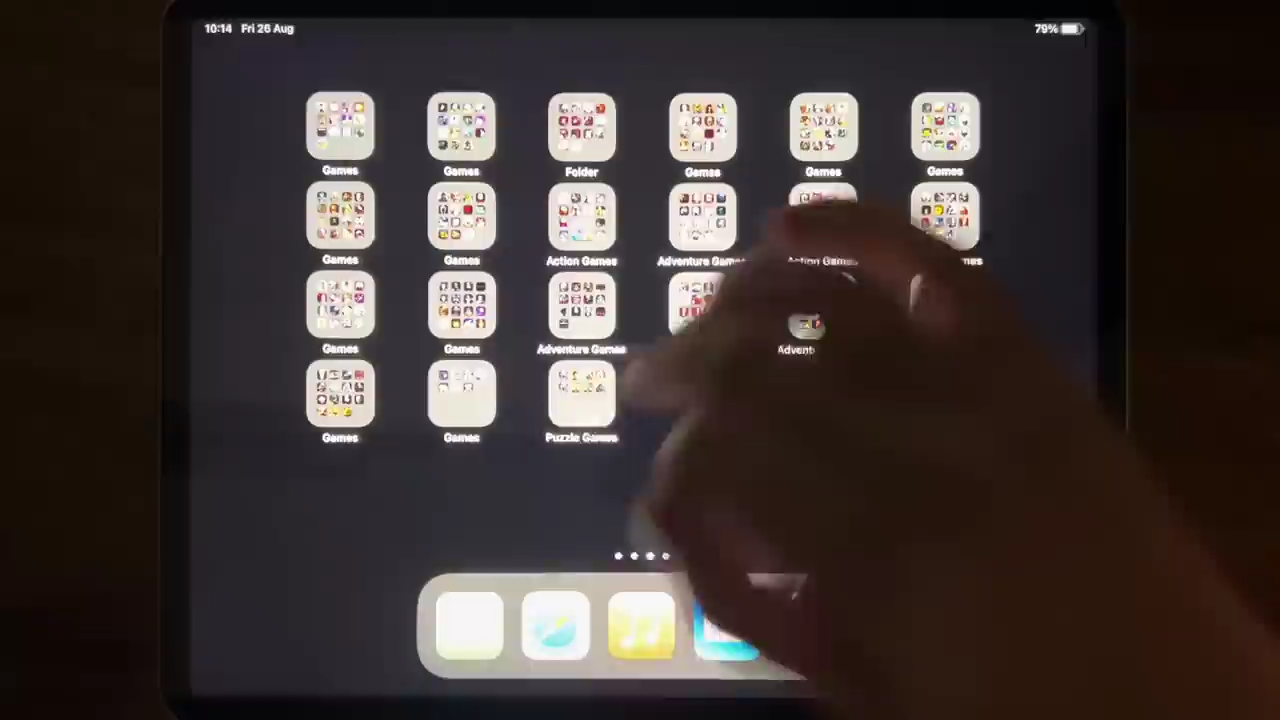 10:14 Fri 26 Aug
79%
Games Games Folder Games Games Games
Games Games Action Games Adventure Games Action Games
Games Games Adventure Games
Games Games Puzzle Games